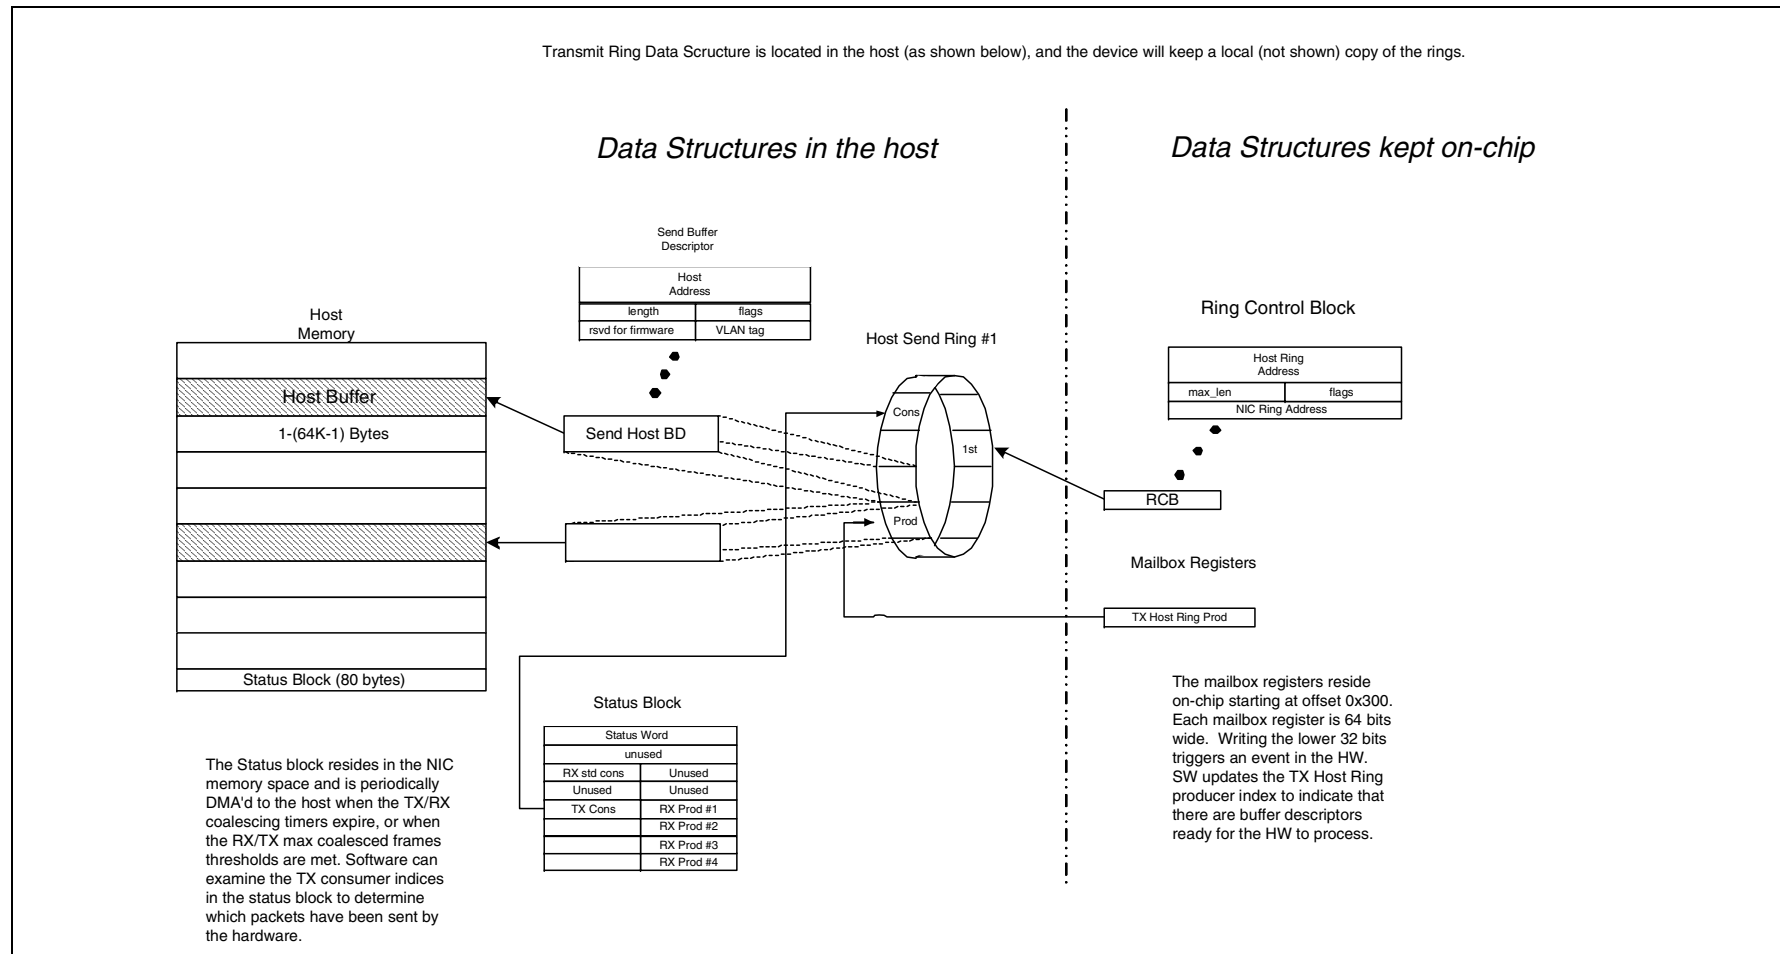 Transmit Ring Data Scructure is located in the host (as shown below), and the device will keep a local (not shown) copy of the rings.
Data Structures in the host
Data Structures kept on-chip
Send Buffer
Descriptor
Host
Address
length
flags
rsvd for firmware
VLAN tag
Host
Memory
Host Buffer
1-(64K-1) Bytes
Status Block (80 bytes)
Send Host BD
Host Send Ring #1
Cons
1st
Prod
Ring Control Block
Host Ring
Address
max_len
flags
NIC Ring Address
RCB
Mailbox Registers
TX Host Ring Prod
The mailbox registers reside
on-chip starting at offset 0x300.
Each mailbox register is 64 bits
wide. Writing the lower 32 bits
triggers an event in the HW.
SW updates the TX Host Ring
producer index to indicate that
there are buffer descriptors
ready for the HW to process.
Status Block
Status Word
unused
RX std cons
Unused
Unused
Unused
TX Cons
RX Prod #1
RX Prod #2
RX Prod #3
RX Prod #4
The Status block resides in the NIC
memory space and is periodically
DMA'd to the host when the TX/RX
coalescing timers expire, or when
the RX/TX max coalesced frames
thresholds are met. Software can
examine the TX consumer indices
in the status block to determine
which packets have been sent by
the hardware.